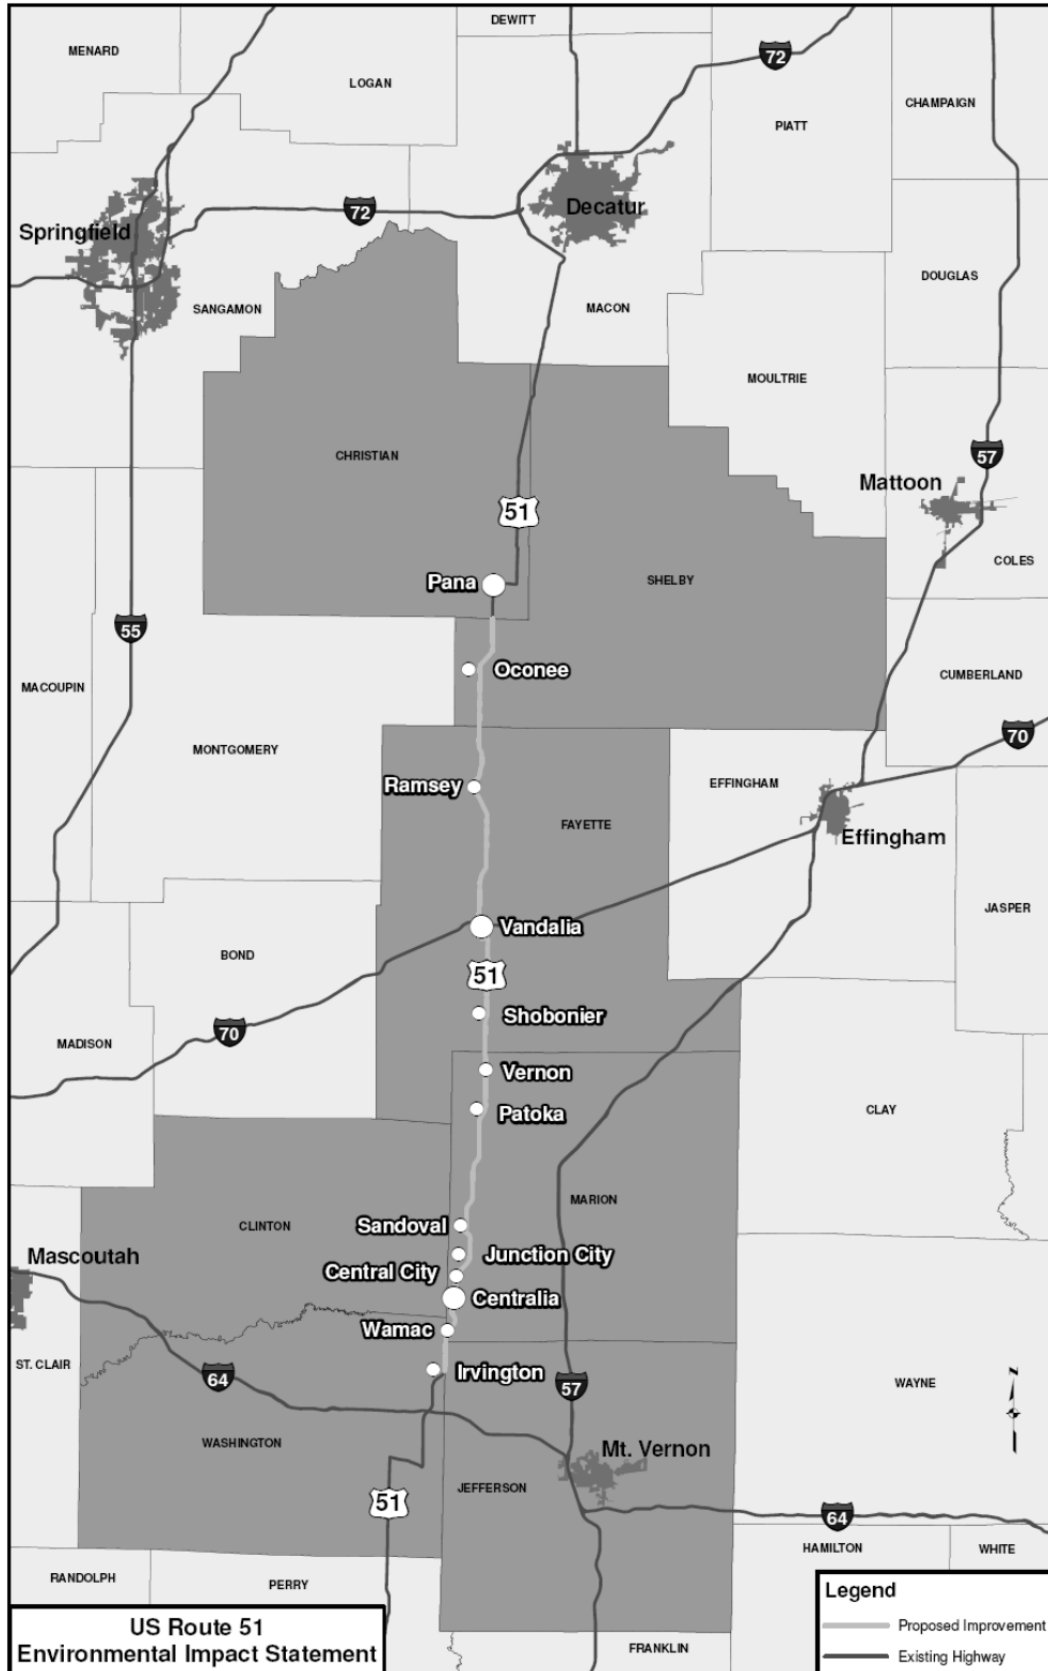 DEWITT
MENARD
72
LOGAN
CHAMPAIGN
PIATT
Springfield
72
Decatur
DOUGLAS
SANGAMON
MACON
MOULTRIE
CHRISTIAN
57
Mattoon
51
COLES
Pana
SHELBY
55
Oconee
CUMBERLAND
MACOUPIN
70
MONTGOMERY
Ramsey
EFFINGHAM
FAYETTE
Effingham
JASPER
Vandalia
BOND
51
Shobonier
70
MADISON
Vernon
Patoka
CLAY
MARION
CLINTON
Sandoval
Mascoutah
Junction City
Central City
Centralia
Wamac
ST. CLAIR
Irvington
64
57
WAYNE
N
WASHINGTON
Mt. Vernon
JEFFERSON
51
64
HAMILTON
WHITE
RANDOLPH
PERRY
Legend
Proposed Improvement
Existing Highway
US Route 51
Environmental Impact Statement
FRANKLIN